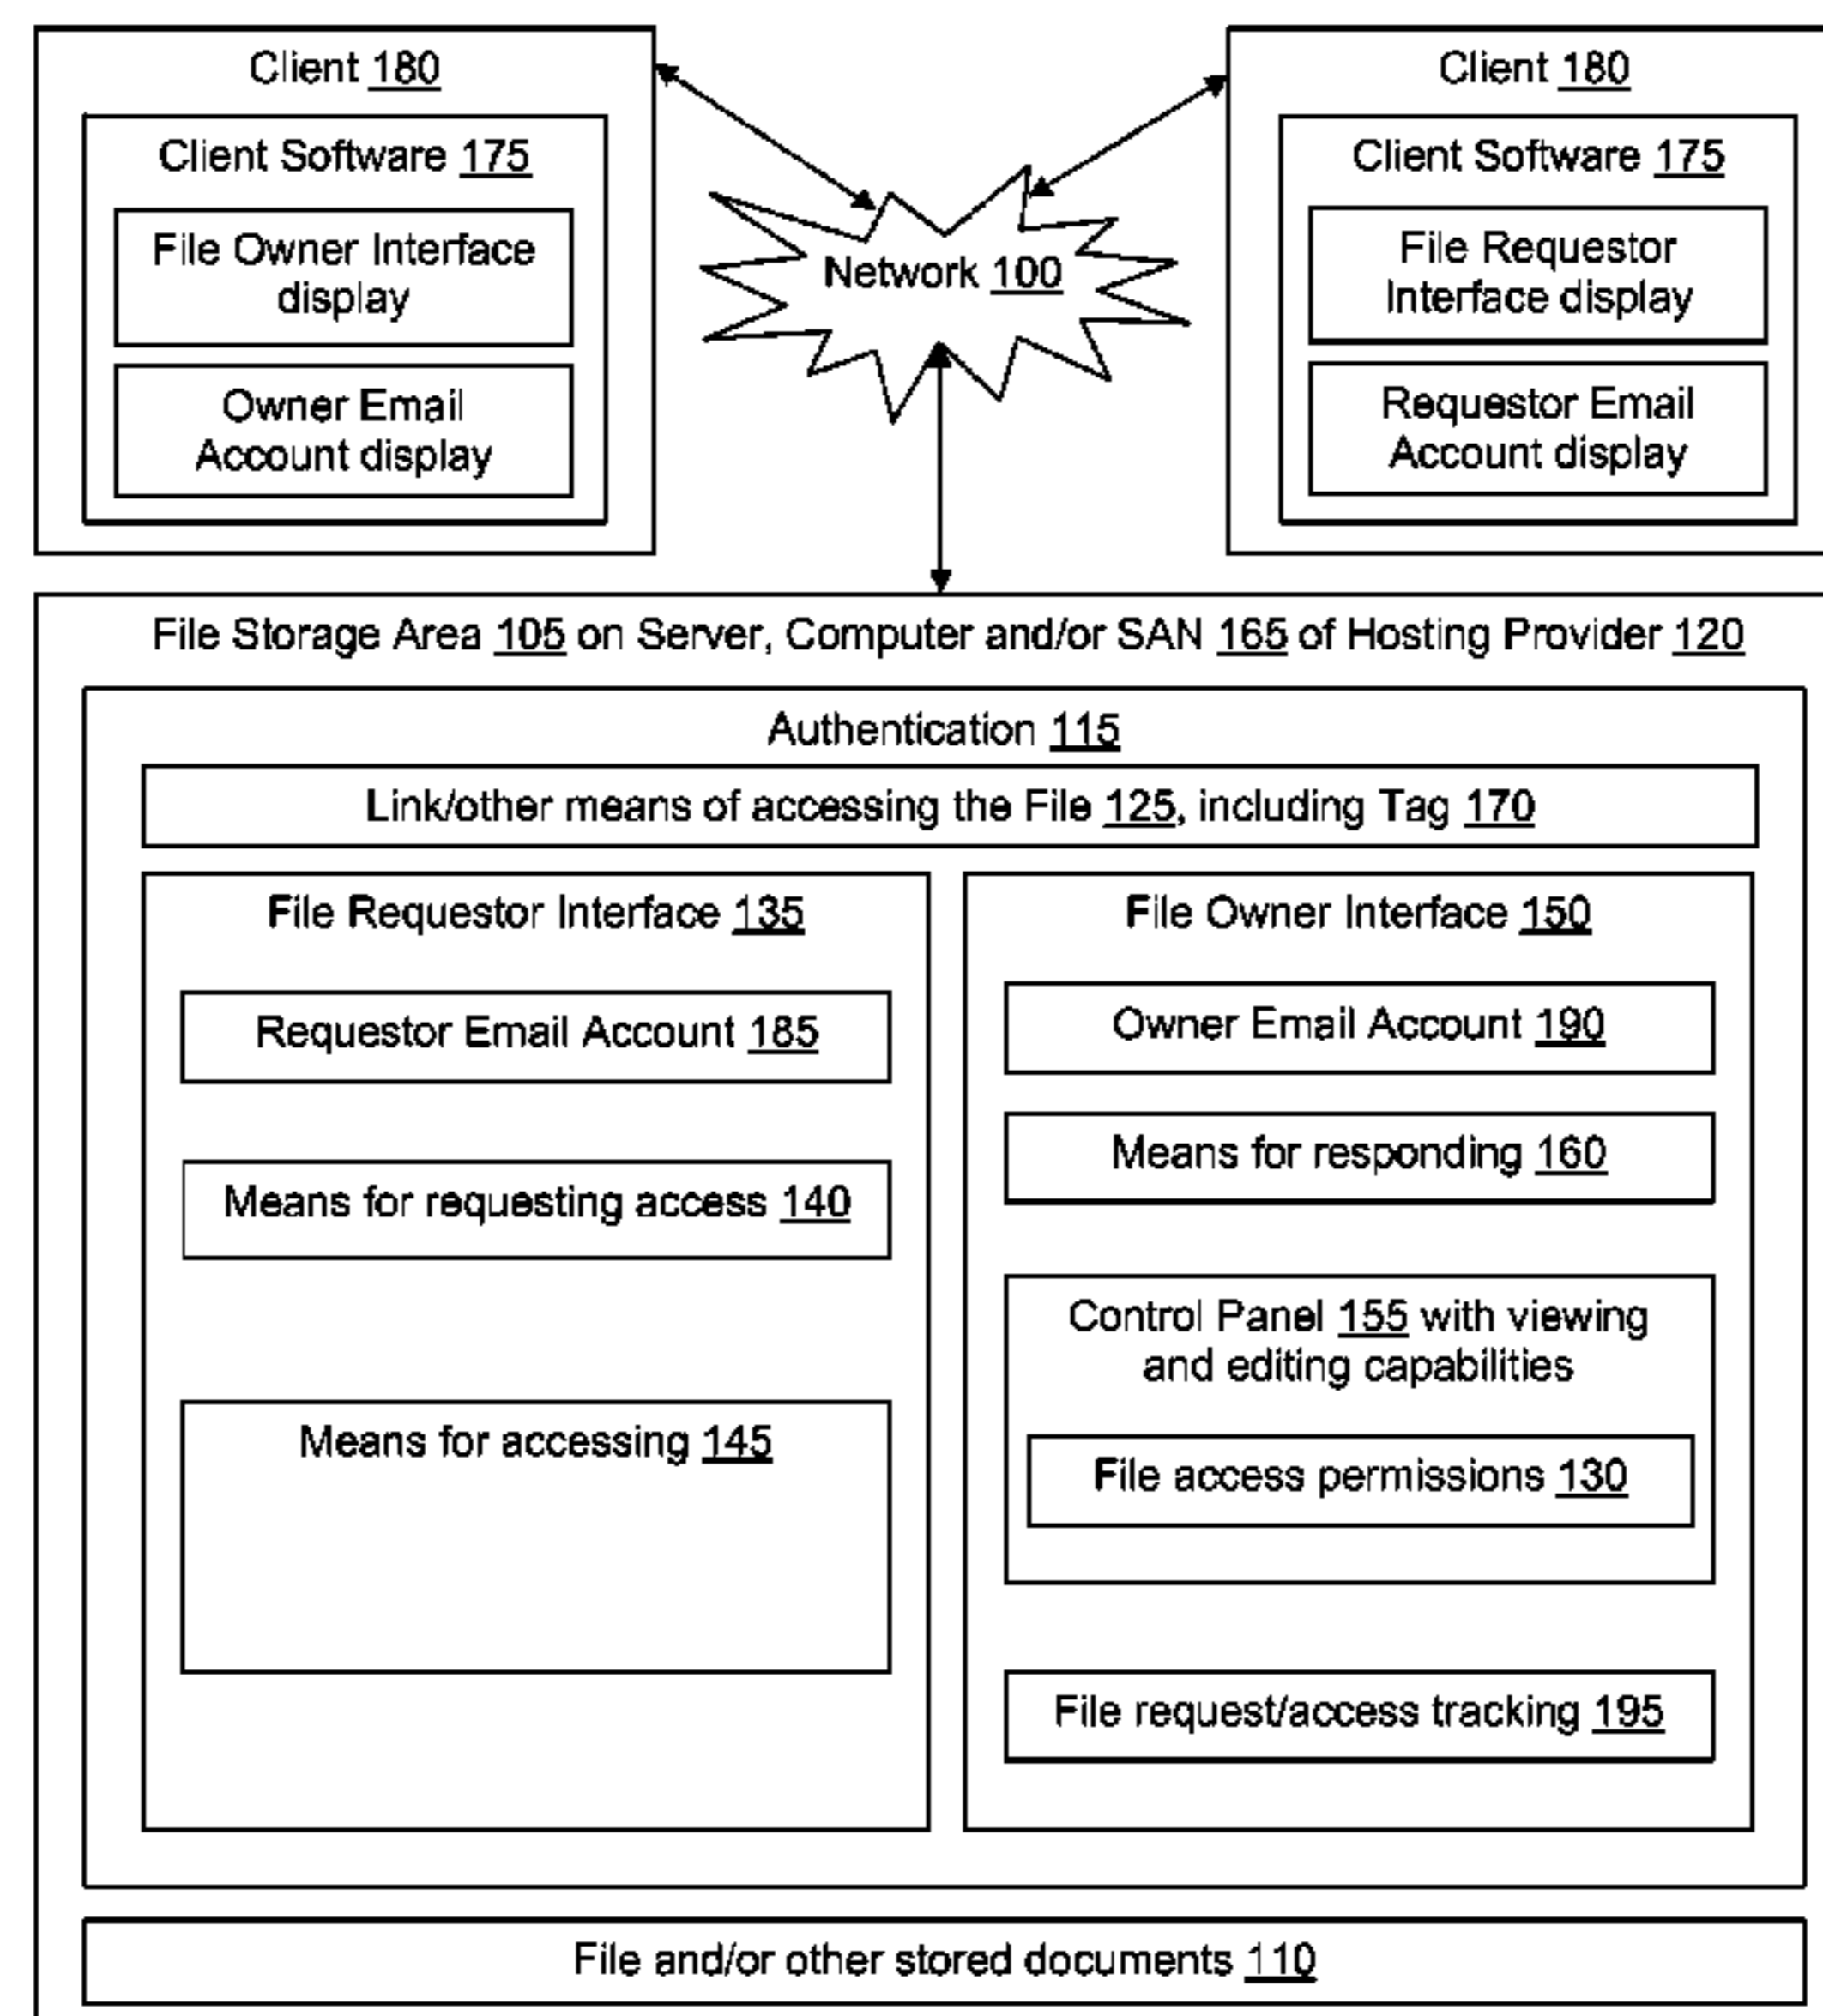 Client 180
Client Software 175
File Owner Interface
display
Owner Email
Account display
Network 100
Client 180
Client Software 175
File Requestor
Interface display
Requestor Email
Account display
File Storage Area 105 on Server, Computer and/or SAN 165 of Hosting Provider 120
Authentication 115
Link/other means of accessing the File 125, including Tag 170
File Requestor Interface 135
Requestor Email Account 185
Means for requesting access 140
Means for accessing 145
File Owner Interface 150
Owner Email Account 190
Means for responding 160
Control Panel 155 with viewing
and editing capabilities
File access permissions 130
File request/access tracking 195
File and/or other stored documents 110